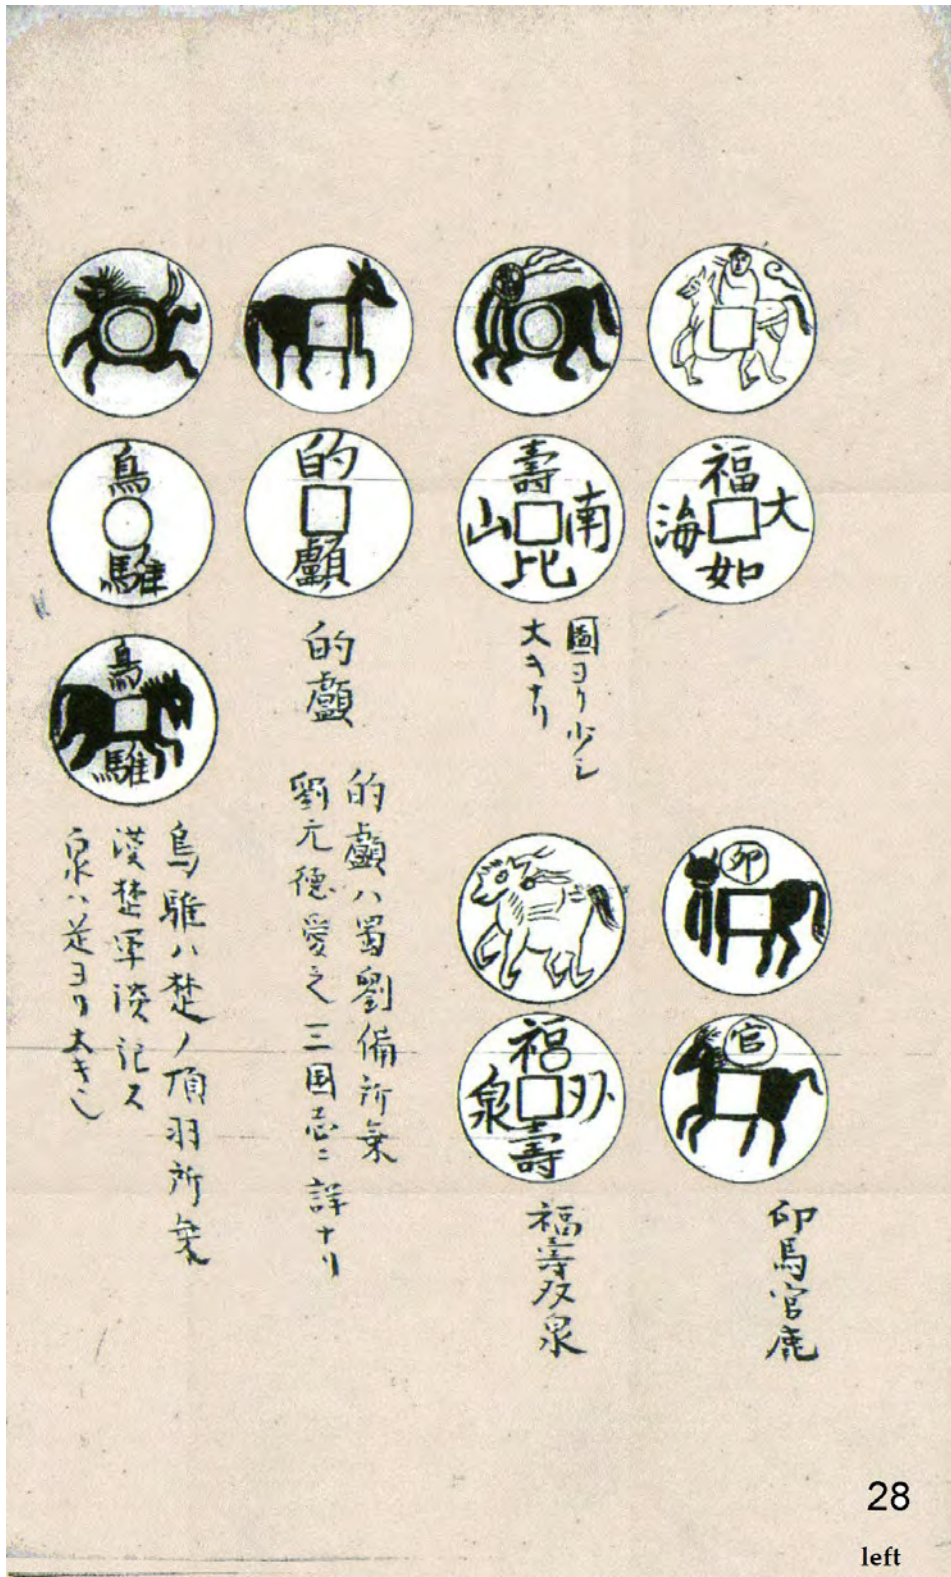 福大如海
壽南比山
圖ヨリ少シ
大キナリ
卯
官
卯馬官鹿
福双壽泉
福壽双泉
的顱
的顱
的顱ハ蜀劉備所乗
劉元徳愛之三国志ニ詳ナリ
烏騅
烏騅
烏騅ハ楚ノ項羽所乗
漢楚軍談記ス
泉ハ是ヨリ大キシ
28
left